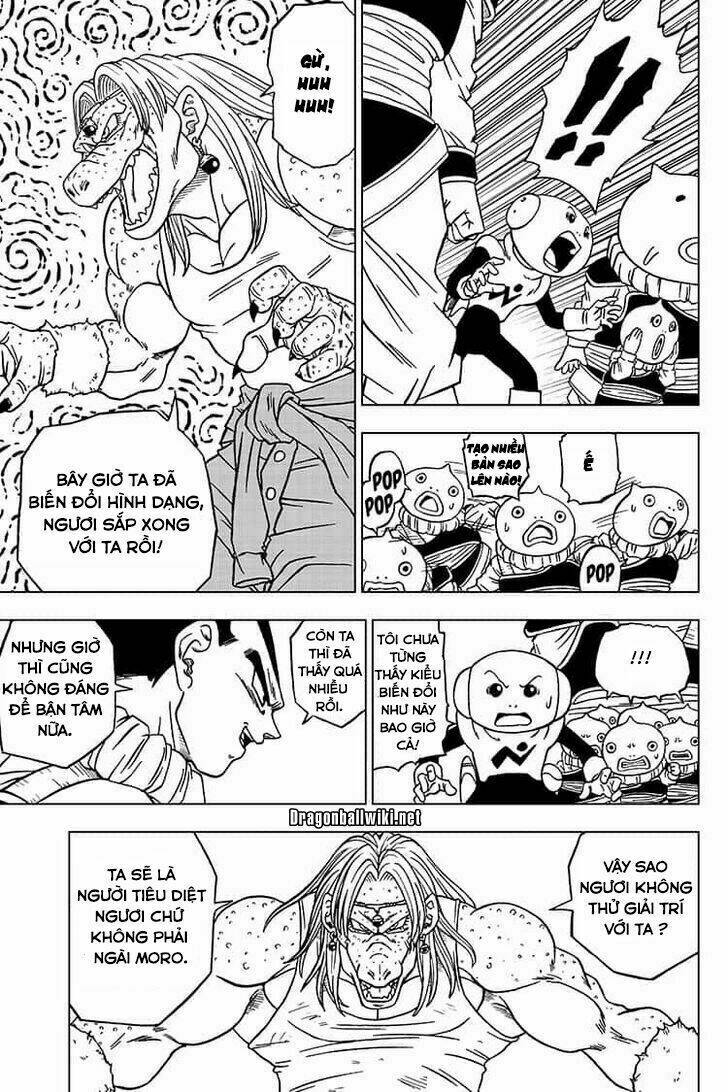 !!
GỪ,
HUH
HUH!
BÂY GIỜ TA ĐÃ
BIẾN ĐỔI HÌNH DẠNG,
NGƯƠI SẮP XONG
VỚI TA RỒI!
Ế
TẠO NHIỀU
BẢN SAO
LÊN NÀO!
POP
POP
POP
!!!
TÔI CHƯA
TỪNG
THẤY KIỂU
BIẾN ĐỔI
NHƯ NÀY
BAO GIỜ
CẢ!
CÒN TA
THÌ ĐÃ
THẤY QUÁ
NHIỀU
RỒI.
NHƯNG GIỜ
THÌ CŨNG
KHÔNG ĐÁNG
ĐỂ BẬN TÂM
NỮA.
Dragonballwiki.net
VẬY SAO
NGƯƠI KHÔNG
THỬ GIẢI TRÍ
VỚI TA ?
TA SẼ LÀ
NGƯỜI TIÊU DIỆT
NGƯƠI CHỨ
KHÔNG PHẢI
NGÀI MORO.